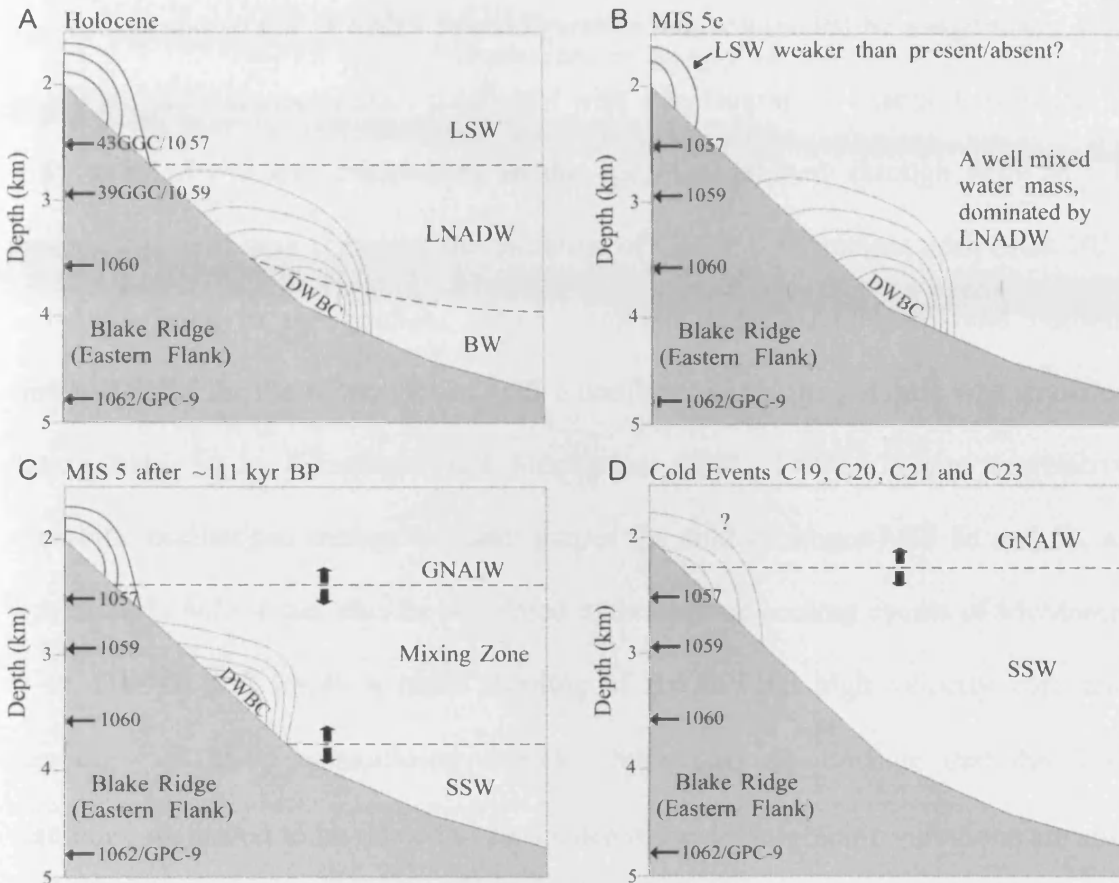 A Holocene
Depth (km)
2
3
4
5
43GGC/1057
39GGC/1059
1060
1062/GPC-9
LSW
LNADW
BW
DWBC
Blake Ridge
(Eastern Flank)
B MIS 5e
Depth (km)
2
3
4
5
LSW weaker than present/absent?
1057
1059
1060
1062/GPC-9
A well mixed
water mass,
dominated by
LNADW
DWBC
Blake Ridge
(Eastern Flank)
C MIS 5 after ~111 kyr BP
Depth (km)
2
3
4
5
1057
1059
1060
1062/GPC-9
GNAIW
Mixing Zone
SSW
DWBC
Blake Ridge
(Eastern Flank)
D Cold Events C19, C20, C21 and C23
Depth (km)
2
3
4
5
?
1057
1059
1060
1062/GPC-9
GNAIW
SSW
Blake Ridge
(Eastern Flank)